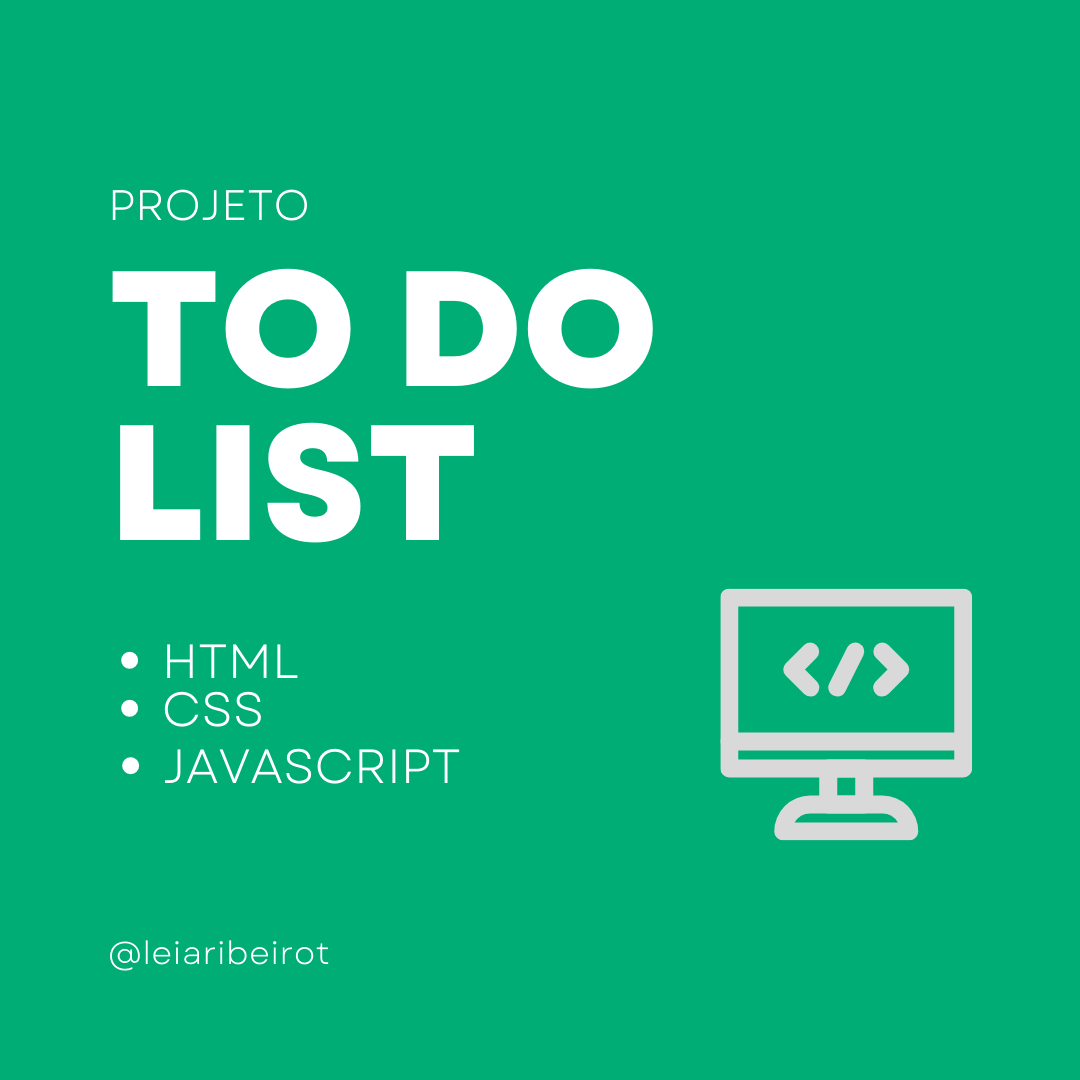 PROJETO
TO DO
LIST
HTML
CSS
JAVASCRIPT
</>
@leiaribeirot